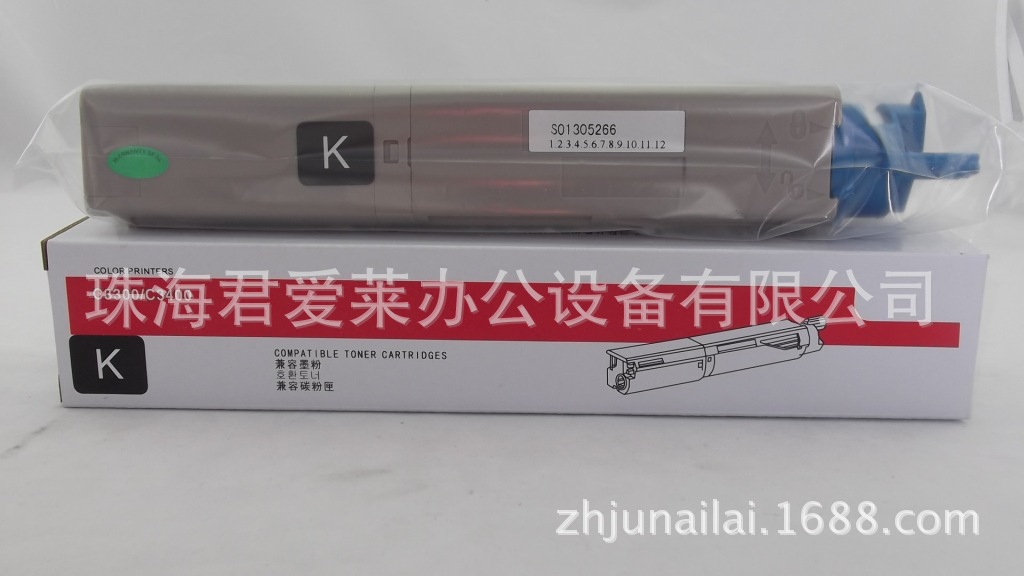 S01305266
1.2.3.4.5.6.7.8.9.10.11.12
K
COLOR PRINTERS
C3300/C3400
珠海君爱莱办公设备有限公司
K
COMPATIBLE TONER CARTRIDGES
兼容墨粉
호환토너
兼容碳粉匣
zhjunailai.1688.com